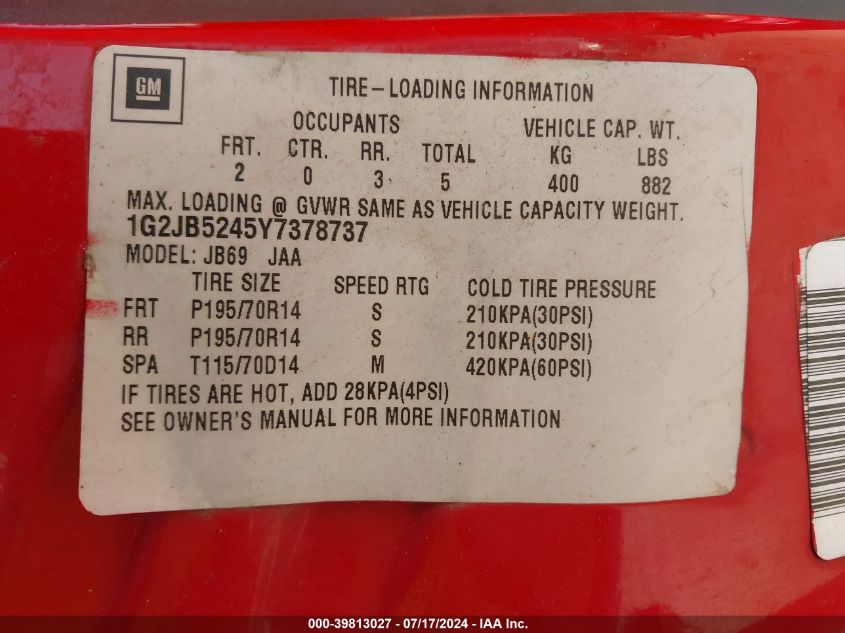 GM
TIRE-LOADING INFORMATION
OCCUPANTS VEHICLE CAP. WT.
FRT. CTR. RR. TOTAL KG LBS
2 0 3 5 400 882
MAX. LOADING @ GVWR SAME AS VEHICLE CAPACITY WEIGHT.
1G2JB5245Y7378737
MODEL: JB69 JAA
TIRE SIZE SPEED RTG COLD TIRE PRESSURE
FRT P195/70R14 S 210KPA(30PSI)
RR P195/70R14 S 210KPA(30PSI)
SPA T115/70D14 M 420KPA(60PSI)
IF TIRES ARE HOT, ADD 28KPA(4PSI)
SEE OWNER'S MANUAL FOR MORE INFORMATION
000-39813027 - 07/17/2024 - IAA Inc.